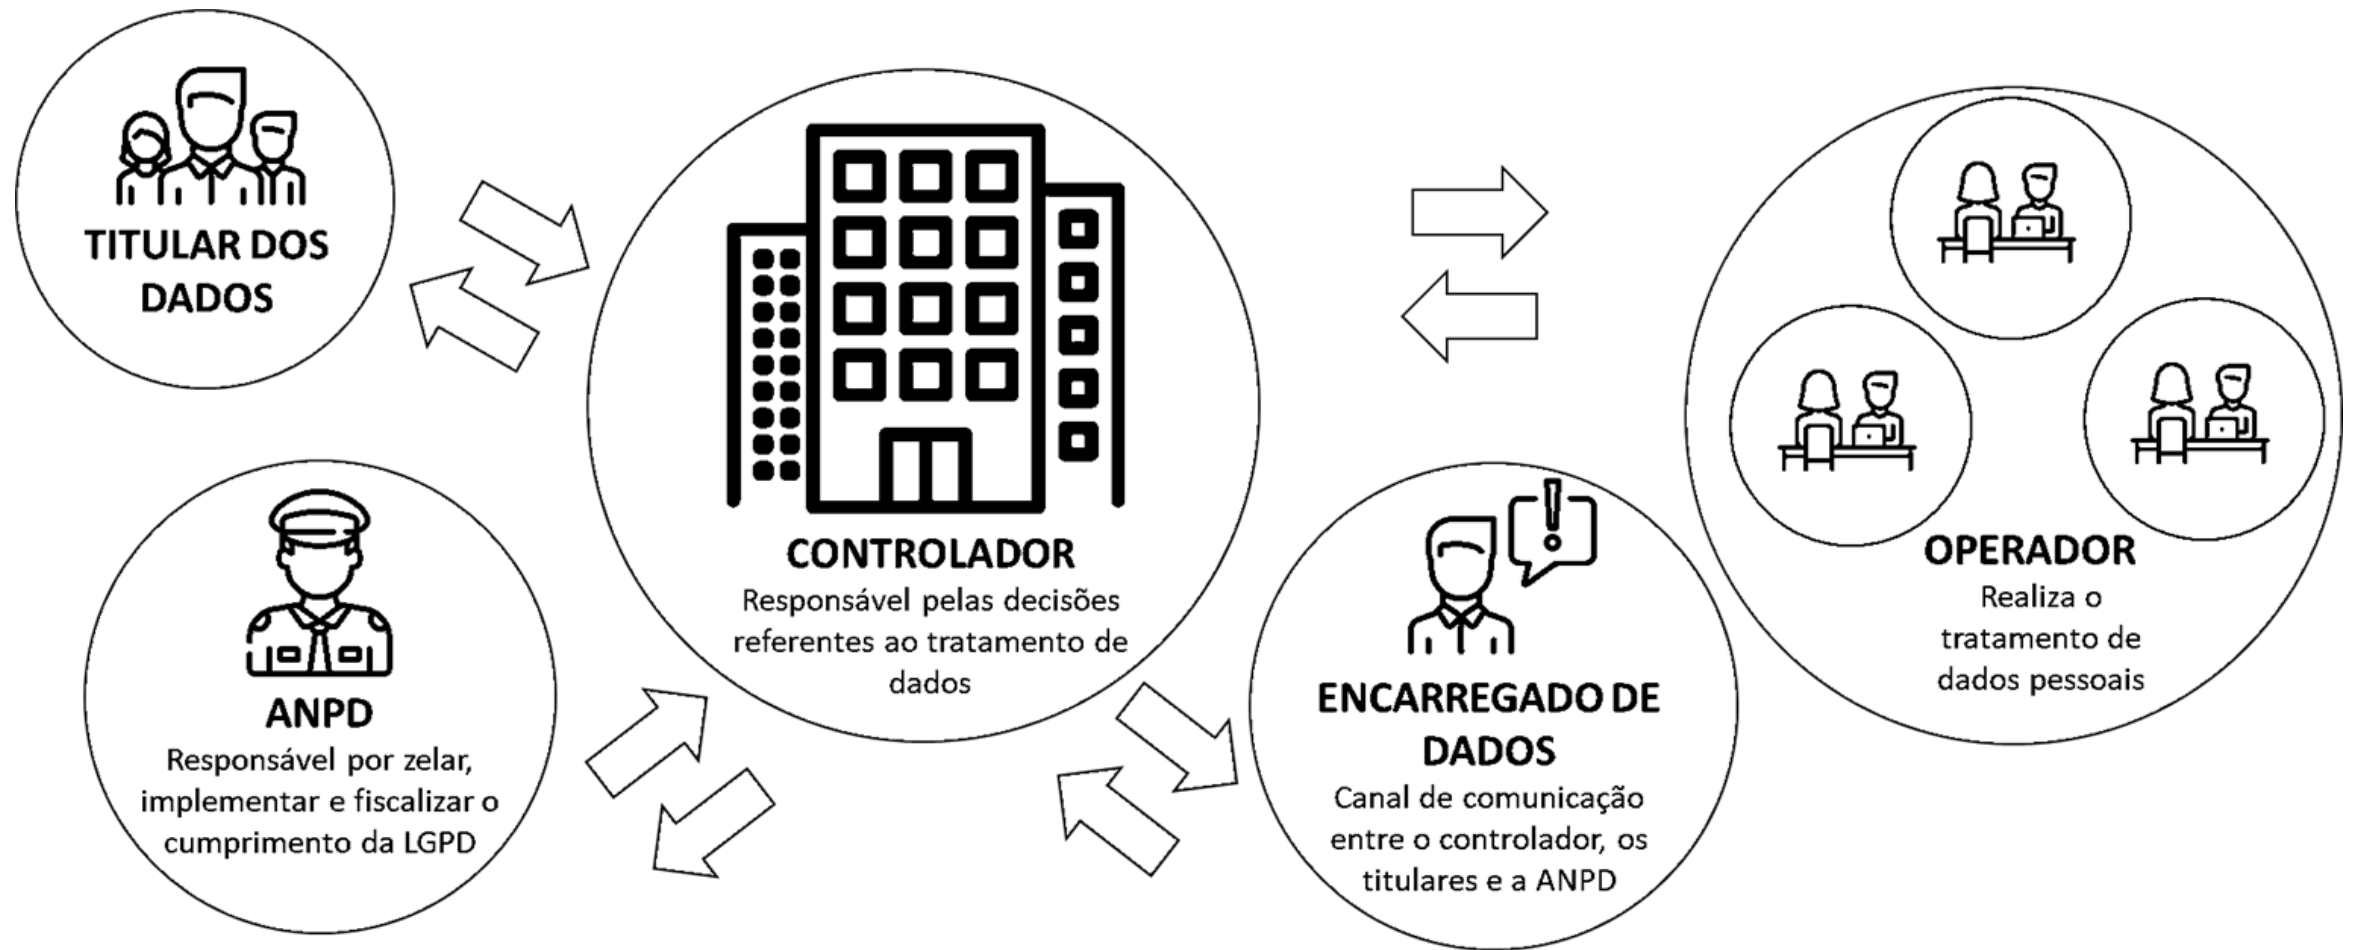 TITULAR DOS
DADOS
CONTROLADOR
Responsável pelas decisões
referentes ao tratamento de
dados
OPERADOR
Realiza o
tratamento de
dados pessoais
ANPD
Responsável por zelar,
implementar e fiscalizar o
cumprimento da LGPD
ENCARREGADO DE
DADOS
Canal de comunicação
entre o controlador, os
titulares e a ANPD